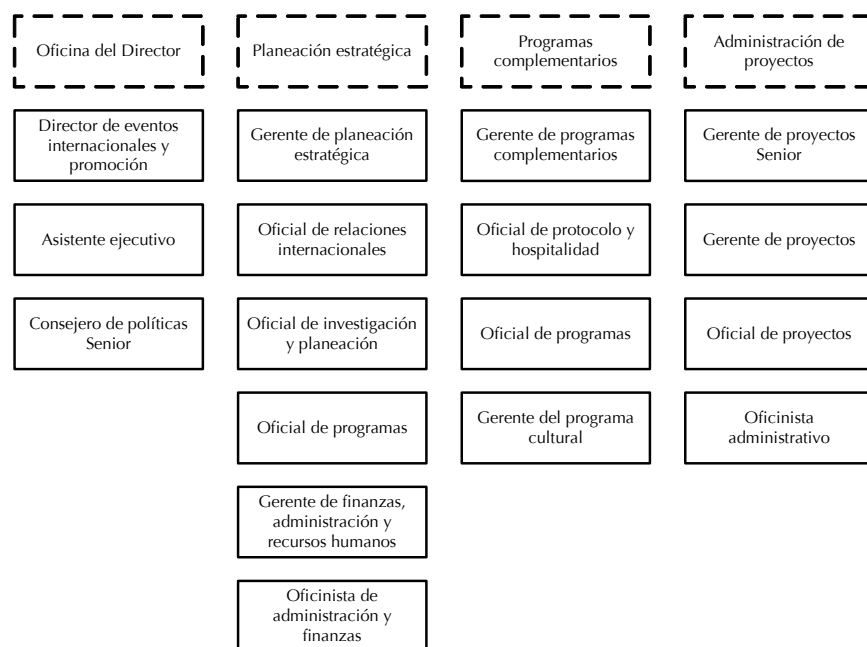 Oficina del Director
Planeación estratégica
Programas
complementarios
Administración de
proyectos
Director de eventos
internacionales y
promoción
Gerente de planeación
estratégica
Gerente de programas
complementarios
Gerente de proyectos
Senior
Asistente ejecutivo
Oficial de relaciones
internacionales
Oficial de protocolo y
hospitalidad
Gerente de proyectos
Consejero de políticas
Senior
Oficial de investigación
y planeación
Oficial de programas
Oficial de proyectos
Oficial de programas
Gerente del programa
cultural
Oficinista
administrativo
Gerente de finanzas,
administración y
recursos humanos
Oficinista de
administración y
finanzas